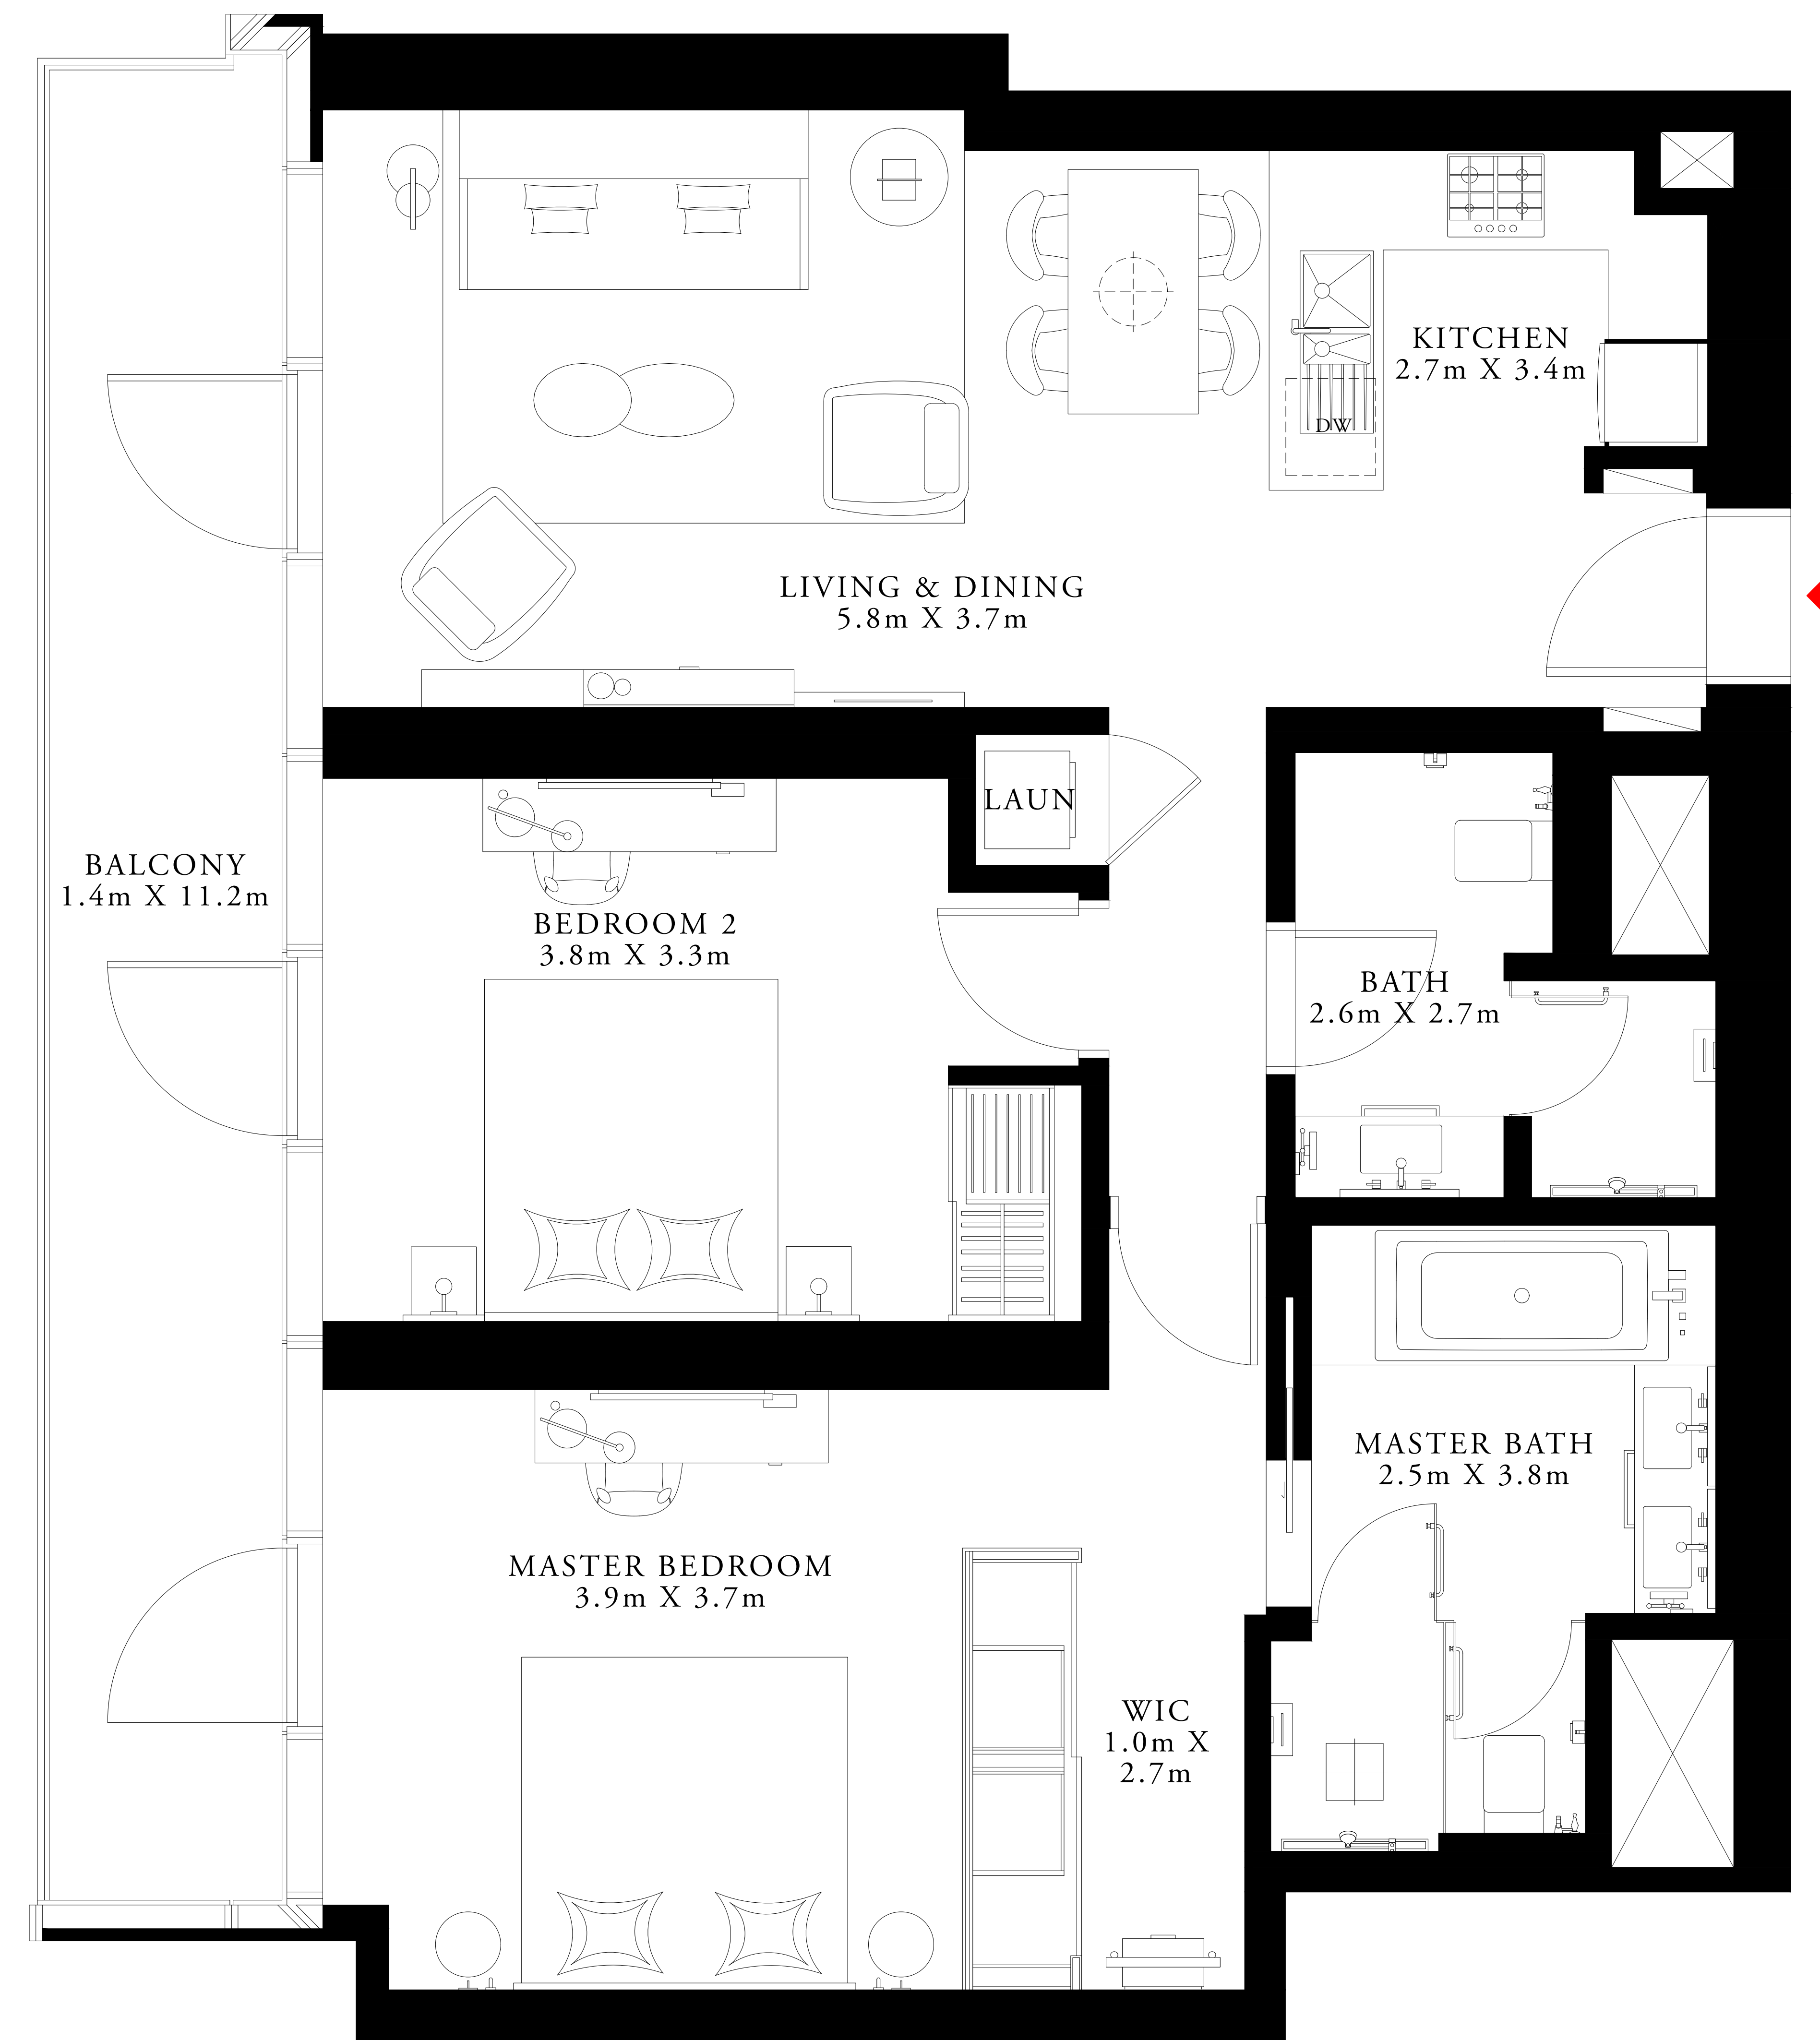 KITCHEN
2.7m X 3.4m
DW
LIVING & DINING
5.8m X 3.7m
LAUN
BALCONY
1.4m X 11.2m
BEDROOM 2
3.8m X 3.3m
BATH
2.6m X 2.7m
MASTER BATH
2.5m X 3.8m
MASTER BEDROOM
3.9m X 3.7m
WIC
1.0m X
2.7m